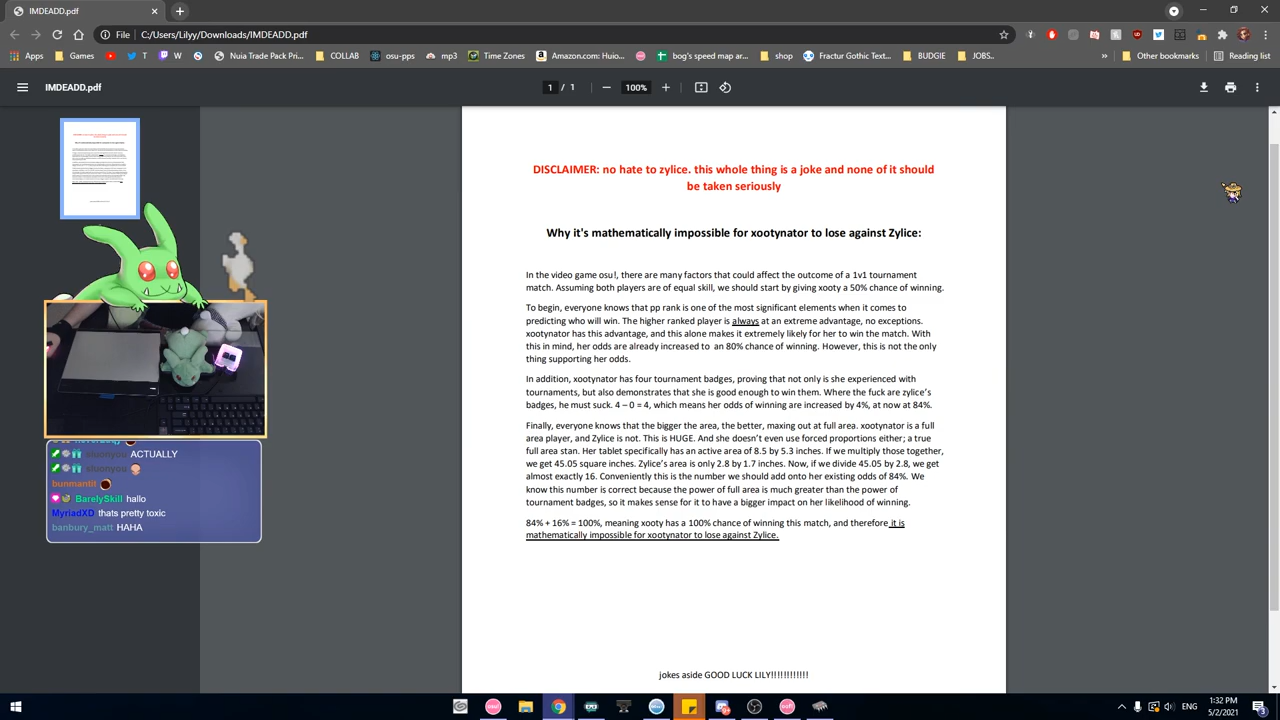 IMDEADD.pdf
File
C:/Users/Lilyy/Downloads/IMDEADD.pdf
Apps
Games
T
W
Nuia Trade Pack Pri...
COLLAB
osu-pps
mp3
Time Zones
Amazon.com: Huio...
bog's speed map ar...
shop
Fractur Gothic Text...
BUDGIE
JOBS..
»
Other bookmarks
Reading list
IMDEADD.pdf
1 / 1
100%
DISCLAIMER: no hate to zylice. this whole thing is a joke and none of it should
be taken seriously
Why it's mathematically impossible for xootynator to lose against Zylice:
In the video game osu!, there are many factors that could affect the outcome of a 1v1 tournament
match. Assuming both players are of equal skill, we should start by giving xooty a 50% chance of winning.
To begin, everyone knows that pp rank is one of the most significant elements when it comes to
predicting who will win. The higher ranked player is always at an extreme advantage, no exceptions.
xootynator has this advantage, and this alone makes it extremely likely for her to win the match. With
this in mind, her odds are already increased to an 80% chance of winning. However, this is not the only
thing supporting her odds.
In addition, xootynator has four tournament badges, proving that not only is she experienced with
tournaments, but also demonstrates that she is good enough to win them. Where the fuck are zylice's
badges, he must suck. 4 – 0 = 4, which means her odds of winning are increased by 4%, at now at 84%.
Finally, everyone knows that the bigger the area, the better, maxing out at full area. xootynator is a full
area player, and Zylice is not. This is HUGE. And she doesn't even use forced proportions either; a true
full area stan. Her tablet specifically has an active area of 8.5 by 5.3 inches. If we multiply those together,
we get 45.05 square inches. Zylice's area is only 2.8 by 1.7 inches. Now, if we divide 45.05 by 2.8, we get
almost exactly 16. Conveniently this is the number we should add onto her existing odds of 84%. We
know this number is correct because the power of full area is much greater than the power of
tournament badges, so it makes sense for it to have a bigger impact on her likelihood of winning.
84% + 16% = 100%, meaning xooty has a 100% chance of winning this match, and therefore it is
mathematically impossible for xootynator to lose against Zylice.
jokes aside GOOD LUCK LILY!!!!!!!!!!!!
sluonyou ACTUALLY
sluonyou
bunmantit
BarelySkill hallo
MyriadXD thats pretty toxic
banbury_matt HAHA
ENG
1:32 PM
5/2/2021